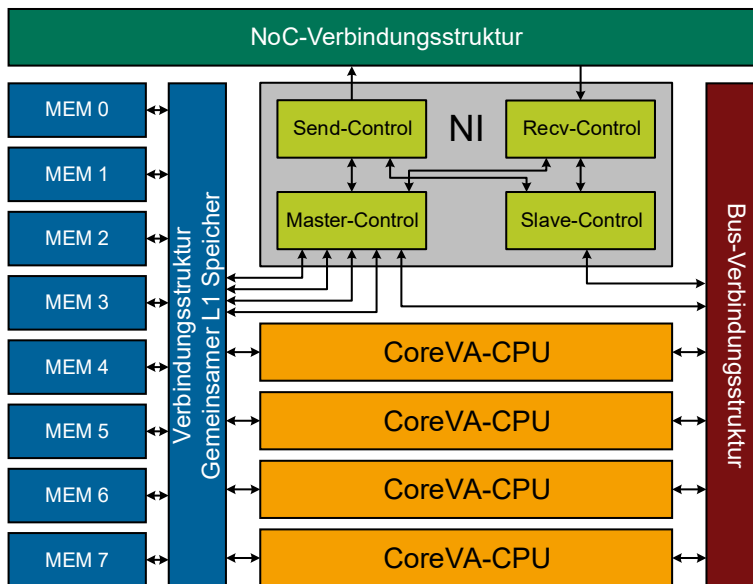 NoC-Verbindungsstruktur
MEM 0
MEM 1
MEM 2
MEM 3
MEM 4
MEM 5
MEM 6
MEM 7
Verbindungsstruktur
Gemeinsamer L1 Speicher
Send-Control
NI
Recv-Control
Master-Control
Slave-Control
CoreVA-CPU
CoreVA-CPU
CoreVA-CPU
CoreVA-CPU
Bus-Verbindungsstruktur